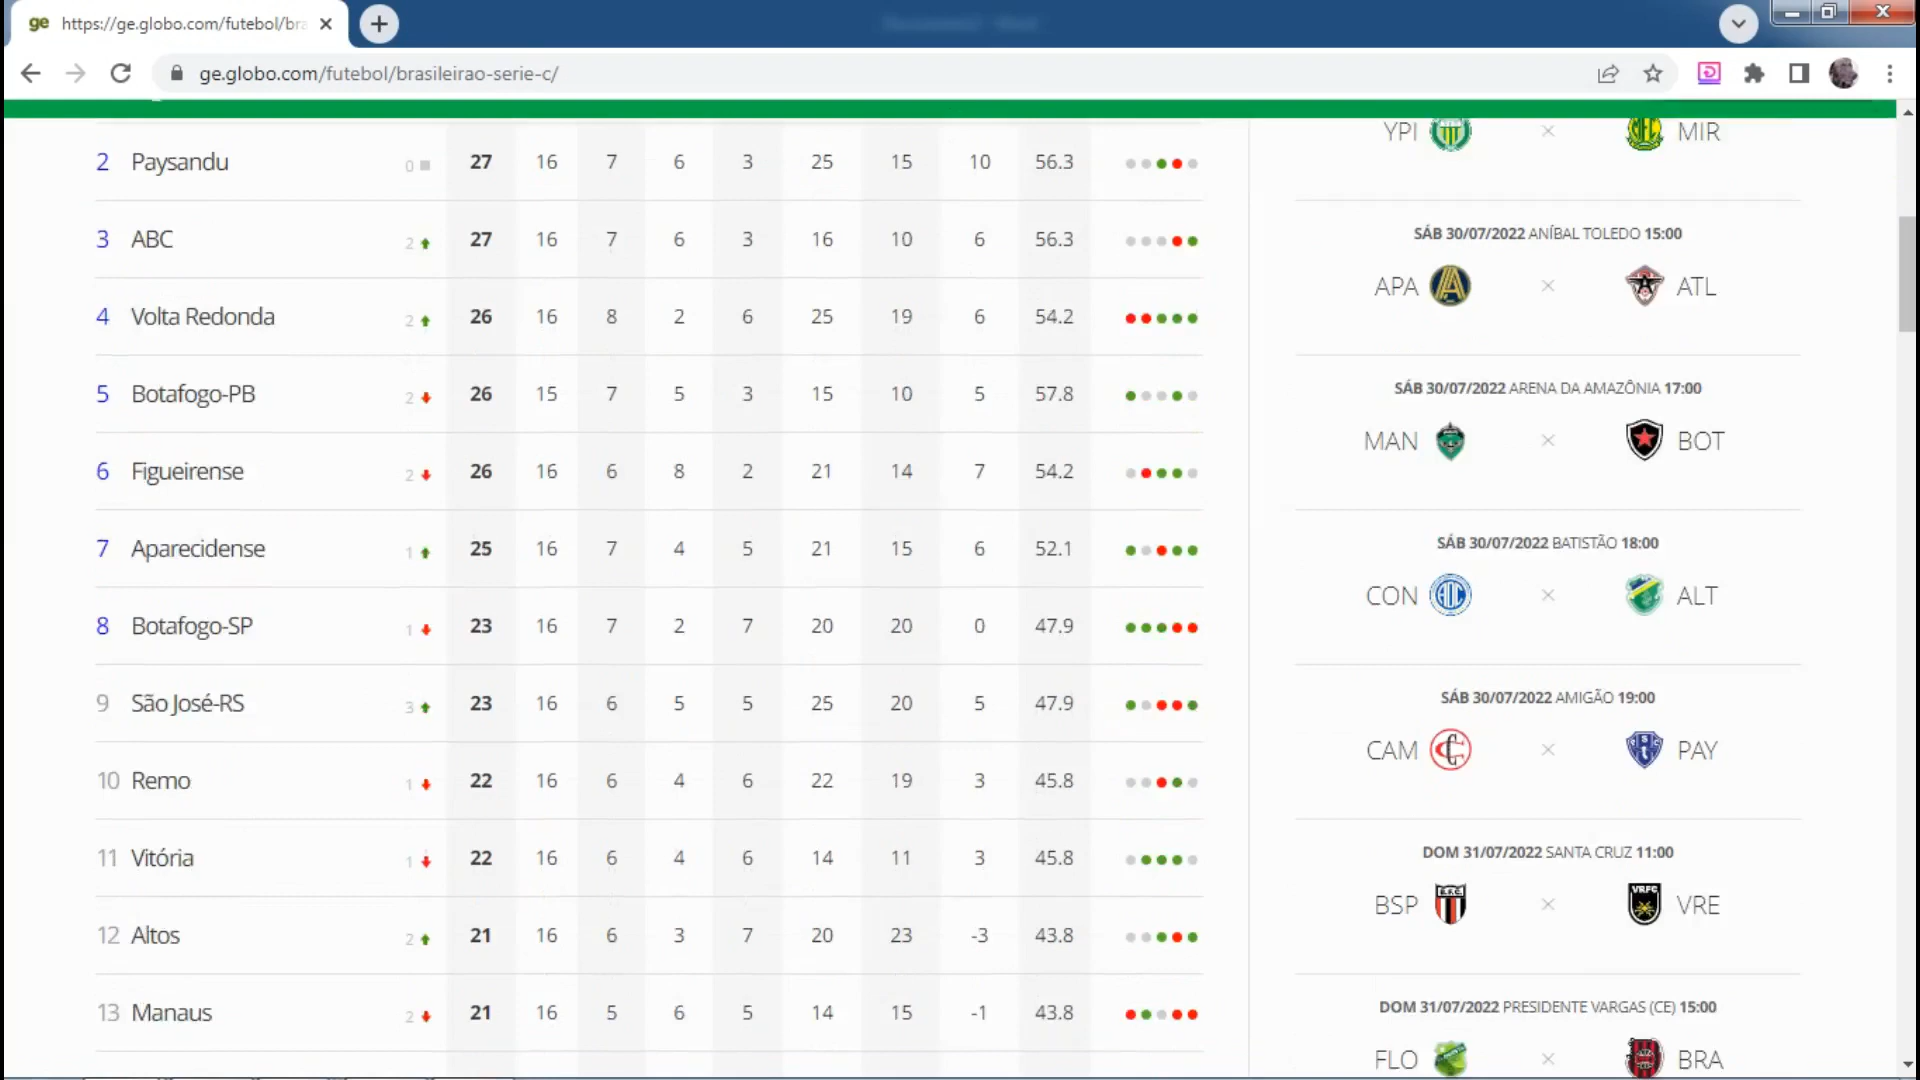 ge https://ge.globo.com/futebol/bra
ge.globo.com/futebol/brasileirao-serie-c/
2 Paysandu 0 27 16 7 6 3 25 15 10 56.3
3 ABC 2 27 16 7 6 3 16 10 6 56.3
4 Volta Redonda 2 26 16 8 2 6 25 19 6 54.2
5 Botafogo-PB 2 26 15 7 5 3 15 10 5 57.8
6 Figueirense 2 26 16 6 8 2 21 14 7 54.2
7 Aparecidense 1 25 16 7 4 5 21 15 6 52.1
8 Botafogo-SP 1 23 16 7 2 7 20 20 0 47.9
9 São José-RS 3 23 16 6 5 5 25 20 5 47.9
10 Remo 1 22 16 6 4 6 22 19 3 45.8
11 Vitória 1 22 16 6 4 6 14 11 3 45.8
12 Altos 2 21 16 6 3 7 20 23 -3 43.8
13 Manaus 2 21 16 5 6 5 14 15 -1 43.8
YPI × MIR
SÁB 30/07/2022 ANÍBAL TOLEDO 15:00
APA × ATL
SÁB 30/07/2022 ARENA DA AMAZÔNIA 17:00
MAN × BOT
SÁB 30/07/2022 BATISTÃO 18:00
CON × ALT
SÁB 30/07/2022 AMIGÃO 19:00
CAM × PAY
DOM 31/07/2022 SANTA CRUZ 11:00
BSP × VRE
DOM 31/07/2022 PRESIDENTE VARGAS (CE) 15:00
FLO × BRA